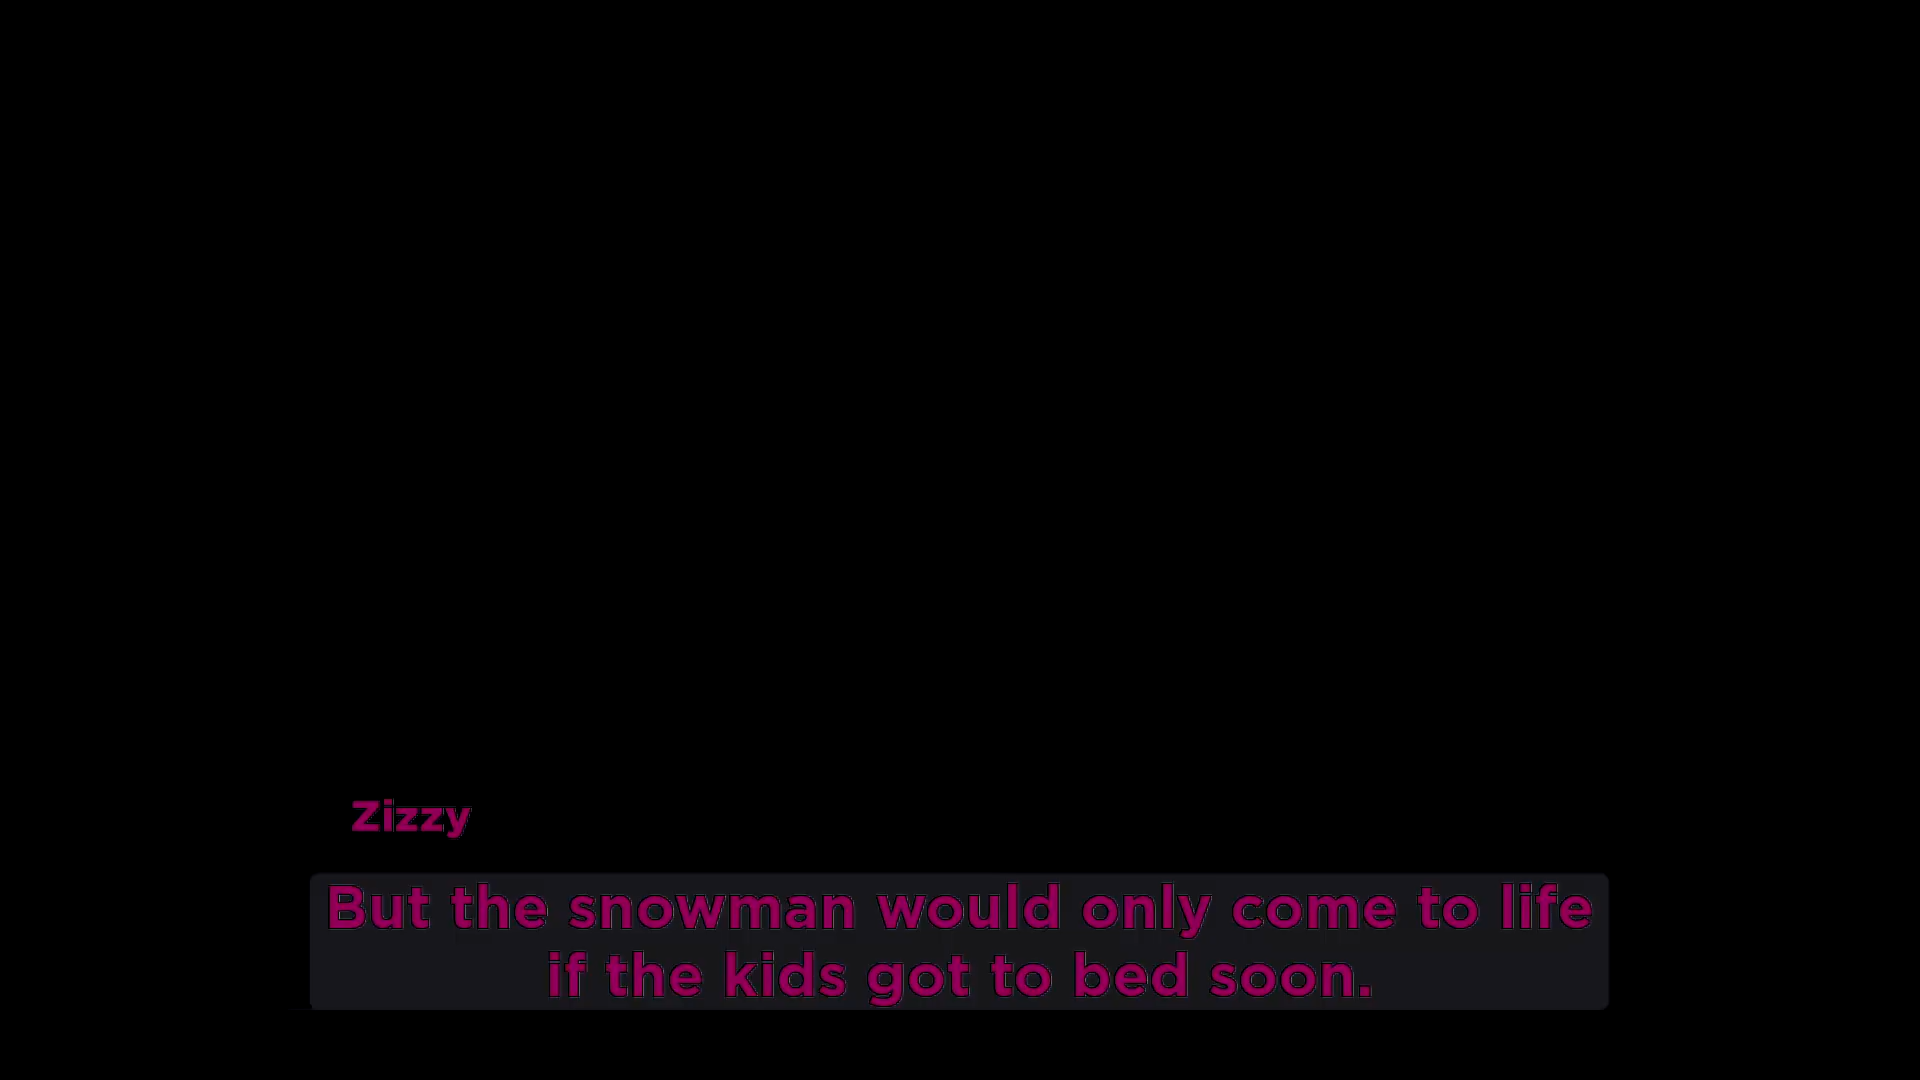 Zizzy
But the snowman would only come to life
if the kids got to bed soon.